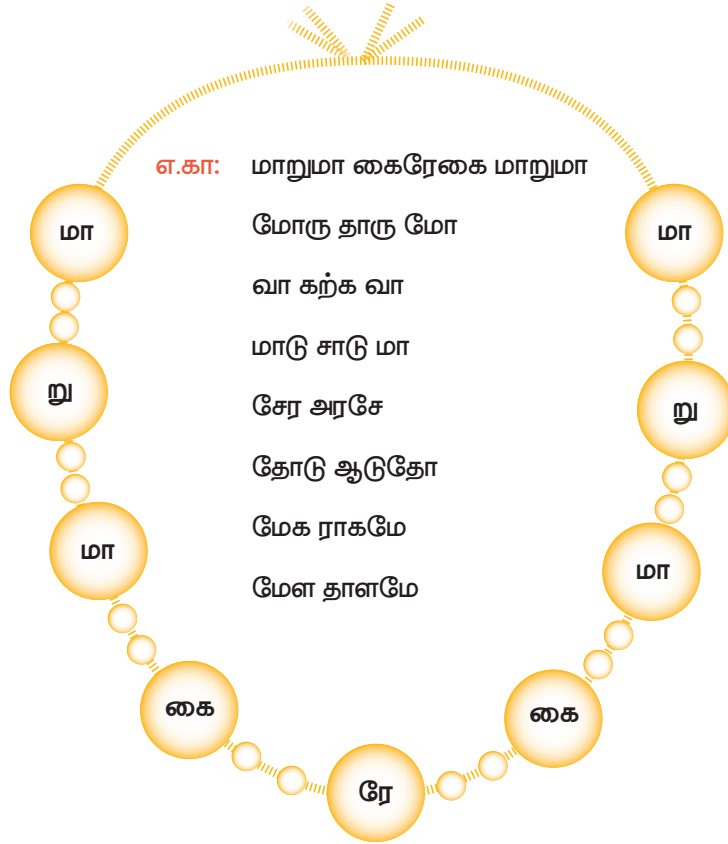 எ.கா: மாறுமா கைரேகை மாறுமா
மோரு தாரு மோ
வா கற்க வா
மாடு சாடு மா
சேர அரசே
தோடு ஆடுதோ
மேக ராகமே
மேள தாளமே
மா
று
மா
கை
ரே
கை
மா
று
மா